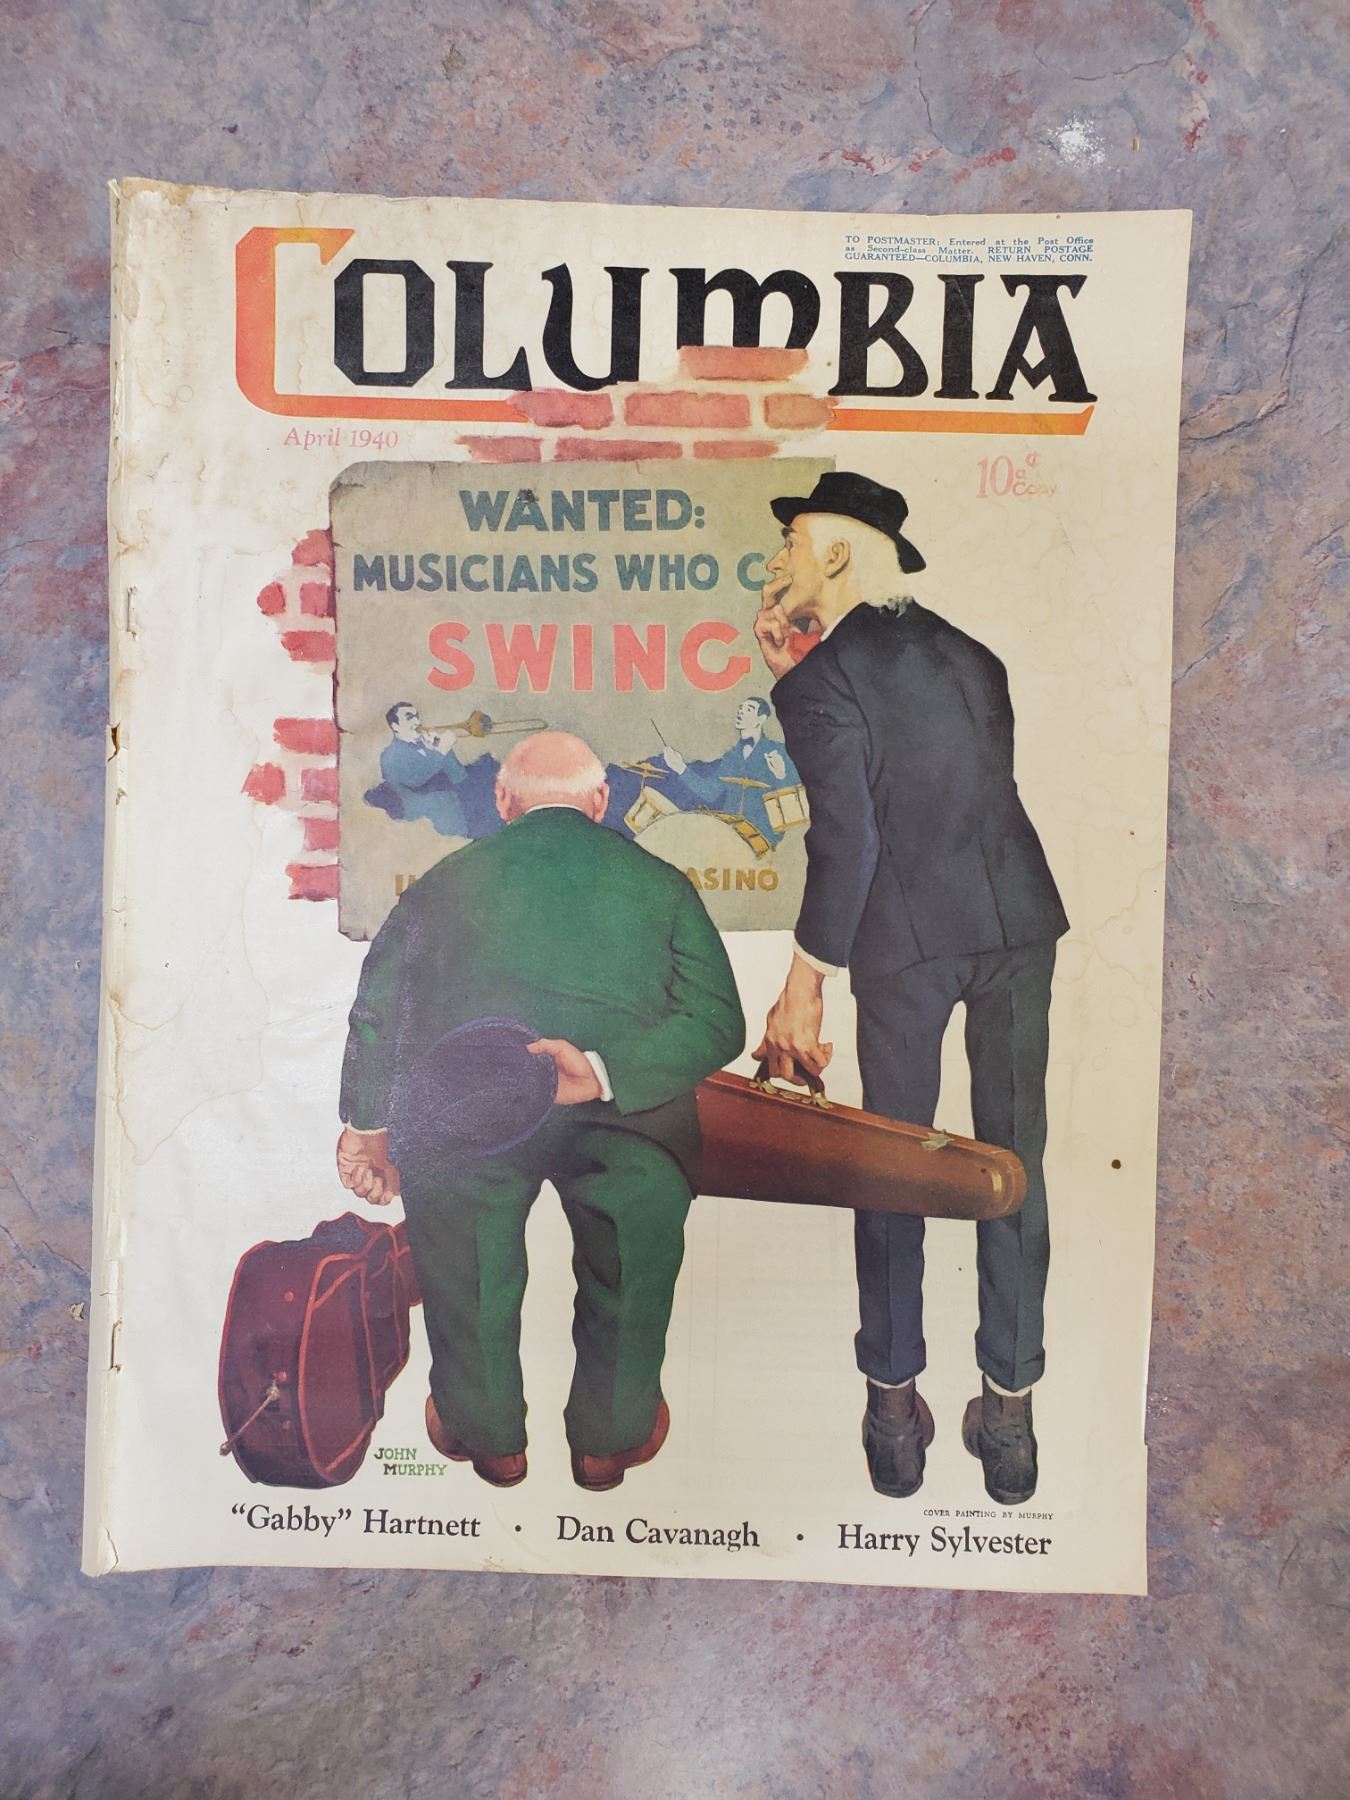 COLUMBIA
TO POSTMASTER: Entered at the Post Office
as Second-class Matter. RETURN POSTAGE
GUARANTEED—COLUMBIA, NEW HAVEN, CONN.
April 1940
10¢
a Copy
WANTED:
MUSICIANS WHO C
SWING
ASINO
JOHN
MURPHY
COVER PAINTING BY MURPHY
"Gabby" Hartnett • Dan Cavanagh • Harry Sylvester